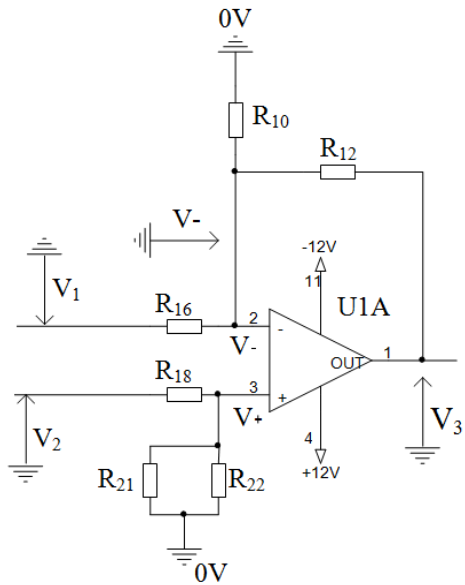 0V
R10
R12
V-
-12V
11
V1
R16
2
-
U1A
V-
OUT
1
R18
3
+
V+
V2
4
V3
+12V
R21
R22
0V